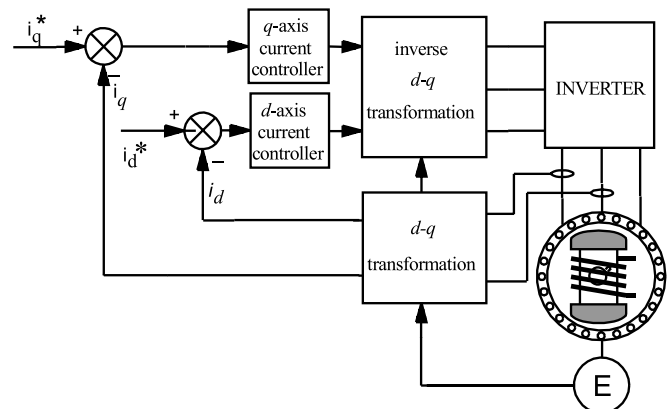 i_q*
+
−
i_q
q-axis
current
controller
inverse
d-q
transformation
INVERTER
+
−
i_d*
i_d
d-axis
current
controller
d-q
transformation
E